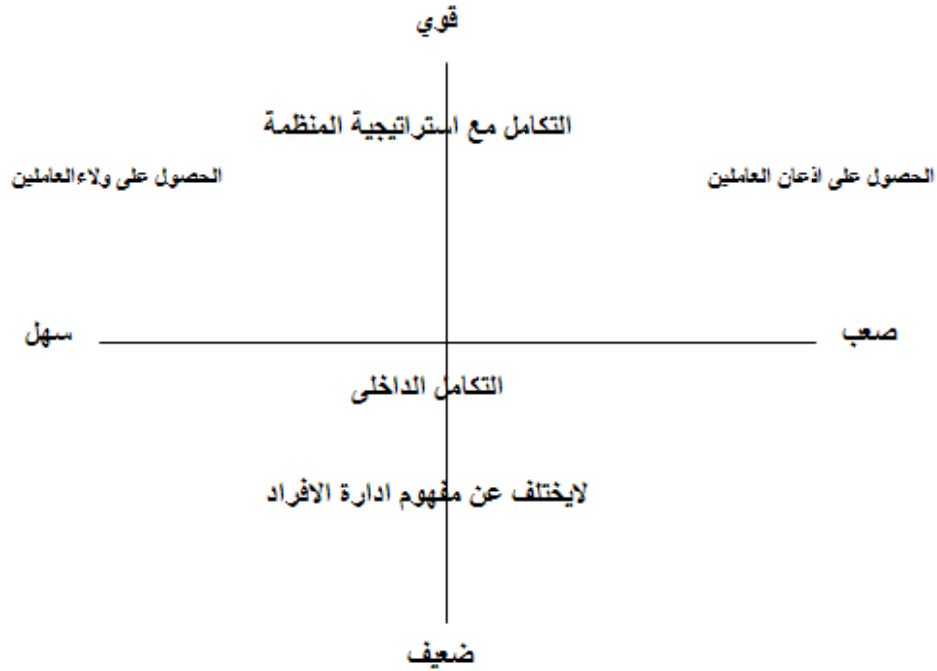 قوي
التكامل مع استراتيجية المنظمة
الحصول على اذعان العاملين
الحصول على ولاء العاملين
صعب
سهل
التكامل الداخلى
لايختلف عن مفهوم ادارة الافراد
ضعيف